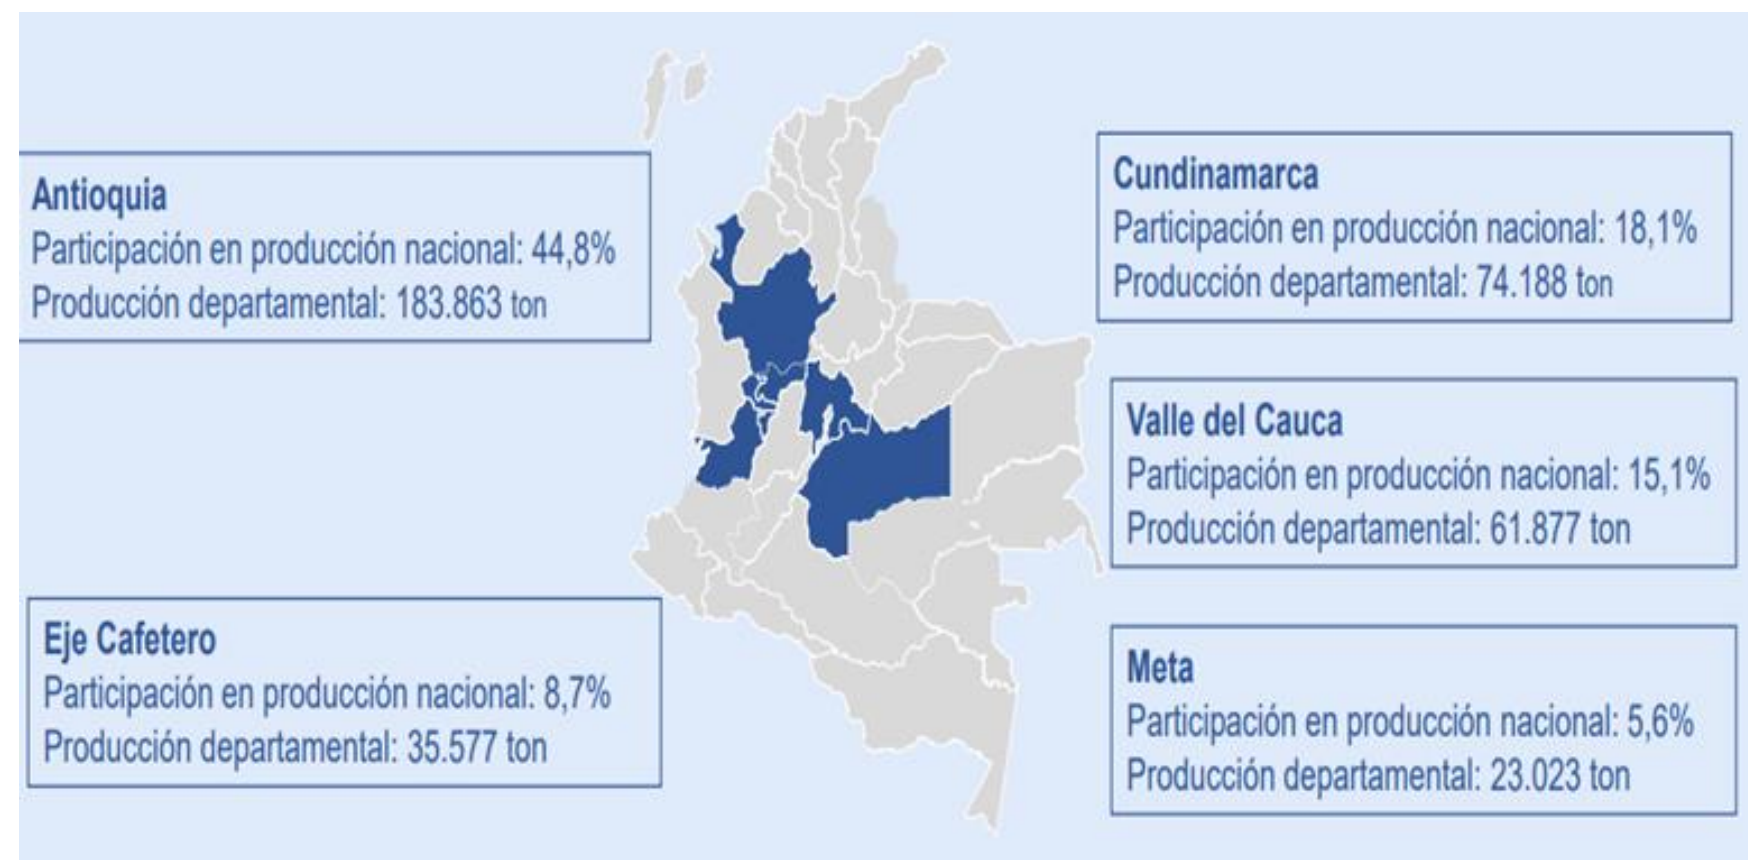 Antioquia
Participación en producción nacional: 44,8%
Producción departamental: 183.863 ton
Eje Cafetero
Participación en producción nacional: 8,7%
Producción departamental: 35.577 ton
Cundinamarca
Participación en producción nacional: 18,1%
Producción departamental: 74.188 ton
Valle del Cauca
Participación en producción nacional: 15,1%
Producción departamental: 61.877 ton
Meta
Participación en producción nacional: 5,6%
Producción departamental: 23.023 ton